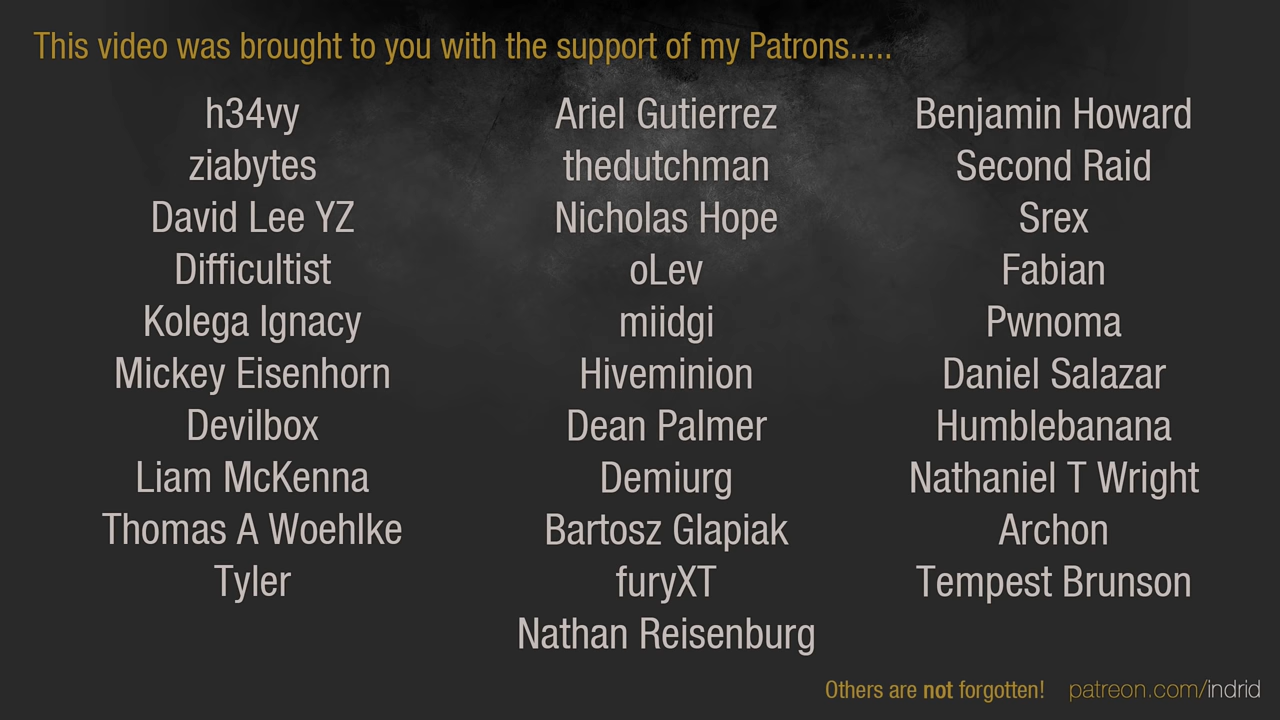 This video was brought to you with the support of my Patrons.....
h34vy
ziabytes
David Lee YZ
Difficultist
Kolega Ignacy
Mickey Eisenhorn
Devilbox
Liam McKenna
Thomas A Woehlke
Tyler
Ariel Gutierrez
thedutchman
Nicholas Hope
oLev
miidgi
Hiveminion
Dean Palmer
Demiurg
Bartosz Glapiak
furyXT
Nathan Reisenburg
Benjamin Howard
Second Raid
Srex
Fabian
Pwnoma
Daniel Salazar
Humblebanana
Nathaniel T Wright
Archon
Tempest Brunson
Others are not forgotten! patreon.com/indrid